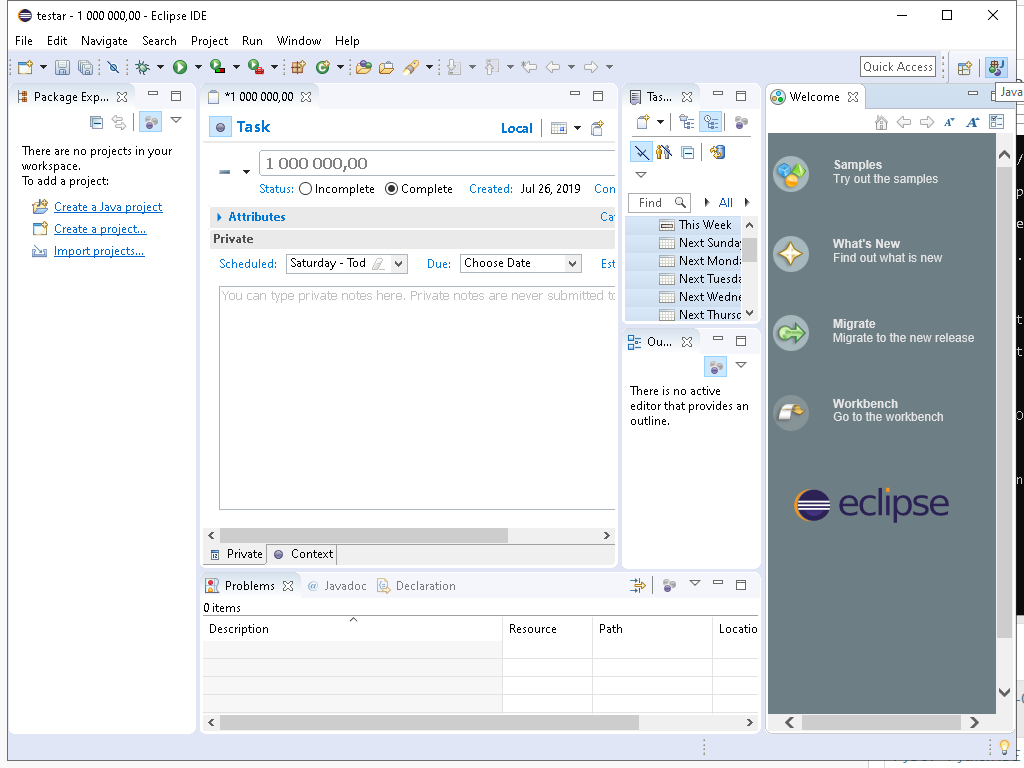 testar - 1 000 000,00 - Eclipse IDE
File Edit Navigate Search Project Run Window Help
Quick Access
Java
Package Exp...
There are no projects in your
workspace.
To add a project:
Create a Java project
Create a project...
Import projects...
*1 000 000,00
Task
Local
1 000 000,00
Status: Incomplete Complete Created: Jul 26, 2019 Con
Attributes Ca
Private
Scheduled: Saturday - Tod Due: Choose Date Est
You can type private notes here. Private notes are never submitted to
Private Context
Tas...
Find All
This Week
Next Sunda
Next Monda
Next Tuesda
Next Wedne
Next Thursd
Ou...
There is no active
editor that provides an
outline.
Welcome
Samples
Try out the samples
What's New
Find out what is new
Migrate
Migrate to the new release
Workbench
Go to the workbench
eclipse
Problems @ Javadoc Declaration
0 items
Description Resource Path Locatio